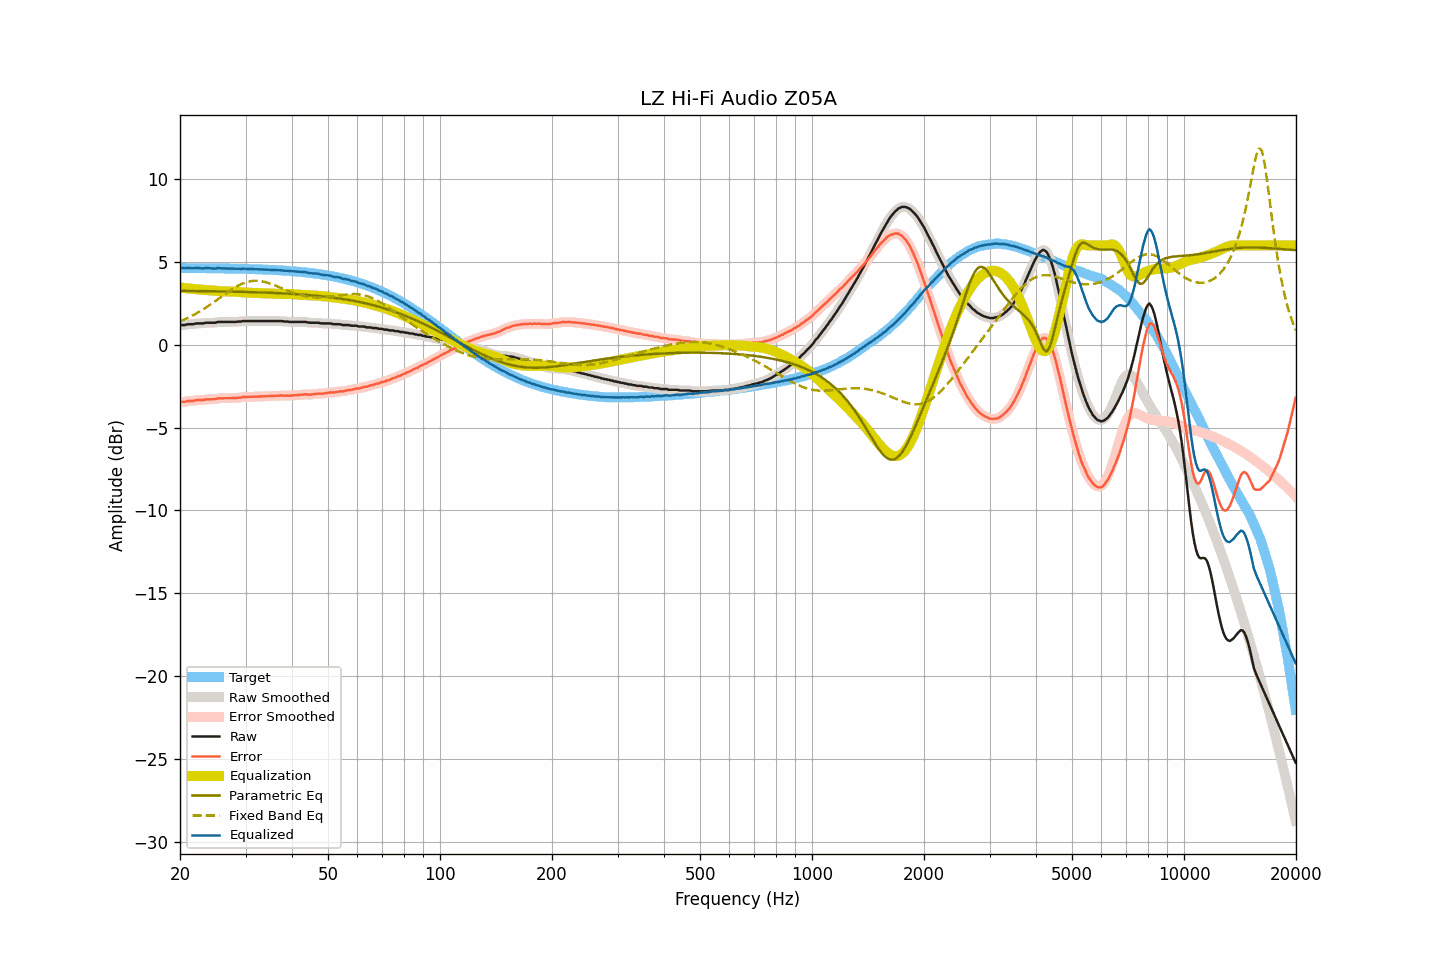 LZ Hi-Fi Audio Z05A
Amplitude (dBr)
10
5
0
−5
−10
−15
−20
−25
−30
Target
Raw Smoothed
Error Smoothed
Raw
Error
Equalization
Parametric Eq
Fixed Band Eq
Equalized
20 50 100 200 500 1000 2000 5000 10000 20000
Frequency (Hz)